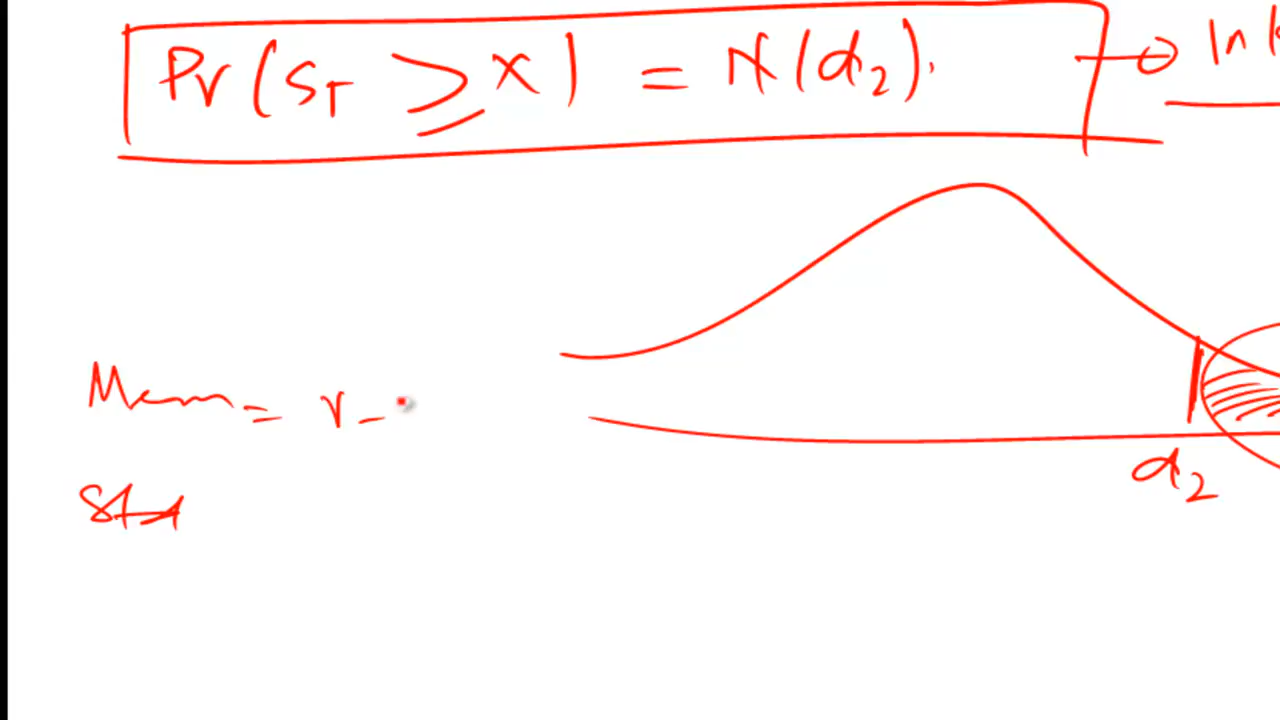 Pr(S_T ≥ X) = N(d_2). ln
Mean = r -
d_2
Std